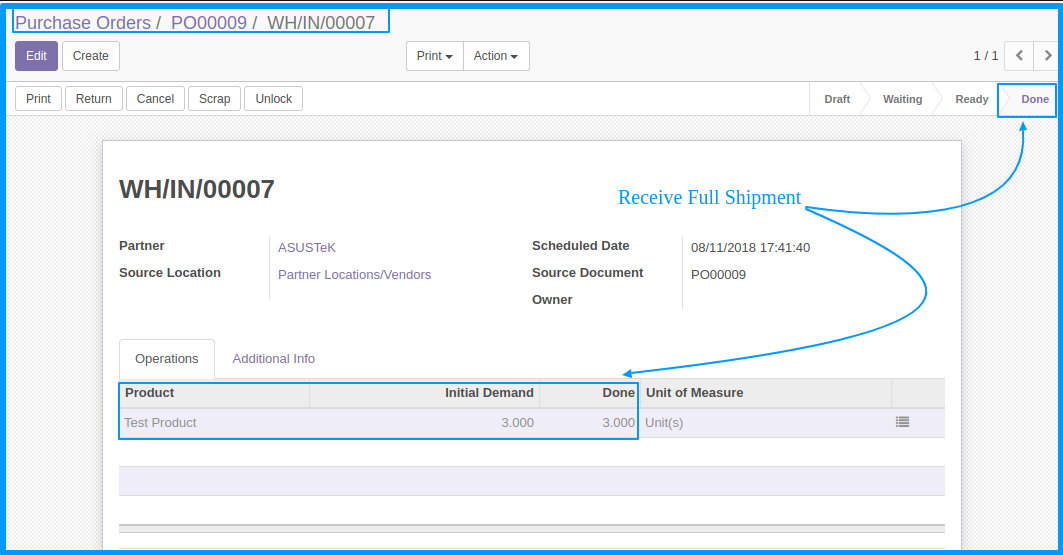 Purchase Orders / PO00009 / WH/IN/00007
Edit Create Print Action 1 / 1
Print Return Cancel Scrap Unlock Draft Waiting Ready Done
WH/IN/00007
Receive Full Shipment
Partner ASUSTeK Scheduled Date 08/11/2018 17:41:40
Source Location Partner Locations/Vendors Source Document PO00009
Owner
Operations Additional Info
Product Initial Demand Done Unit of Measure
Test Product 3.000 3.000 Unit(s)